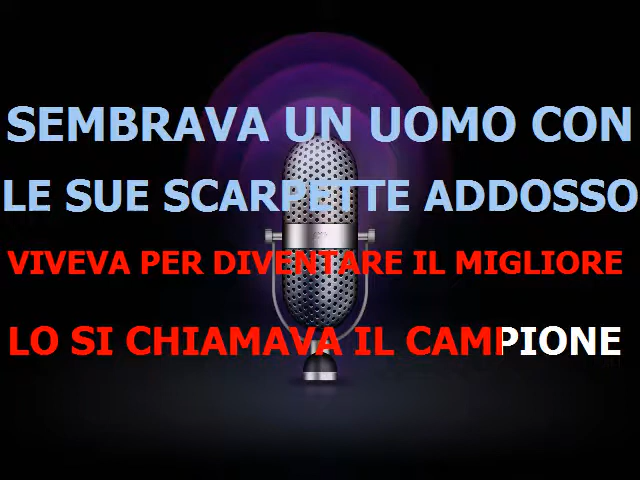 SEMBRAVA UN UOMO CON
LE SUE SCARPETTE ADDOSSO
VIVEVA PER DIVENTARE IL MIGLIORE
LO SI CHIAMAVA IL CAMPIONE